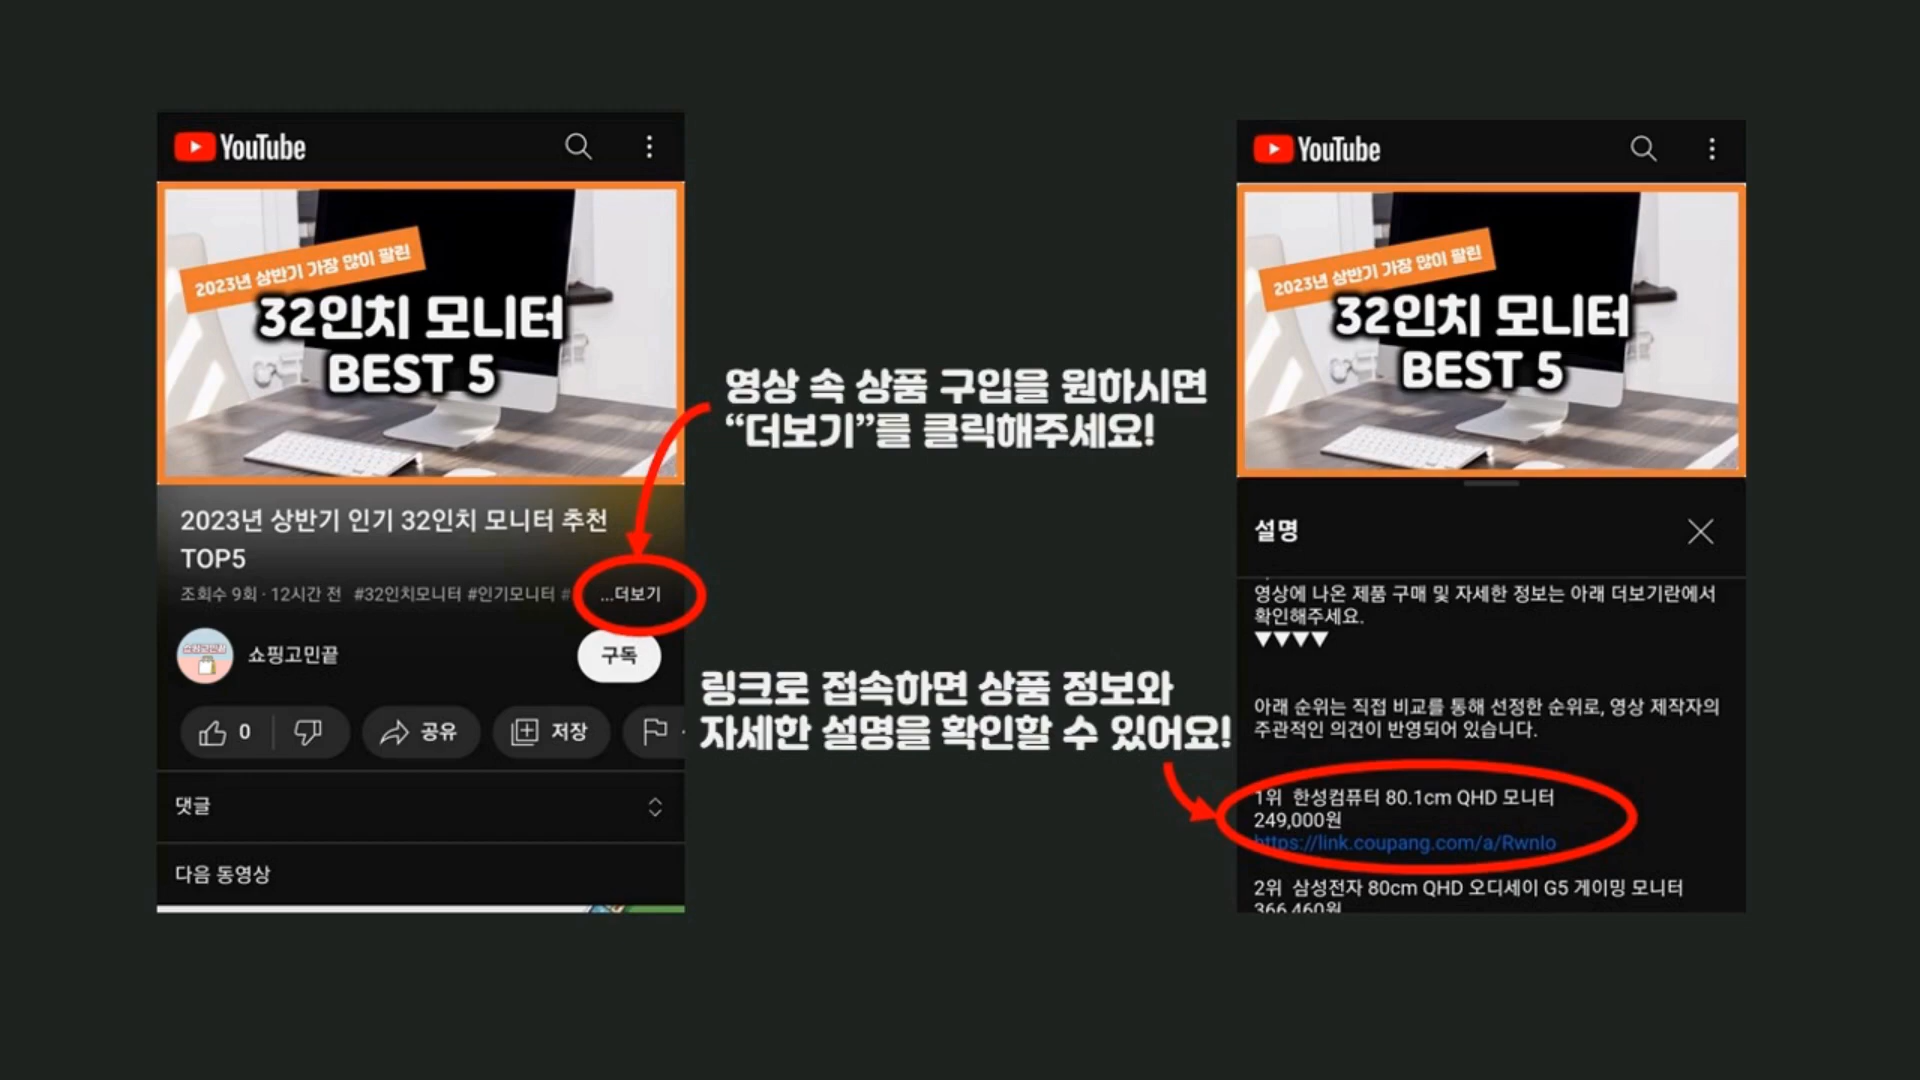 YouTube
2023년 상반기 가장 많이 팔린
32인치 모니터
BEST 5
2023년 상반기 인기 32인치 모니터 추천
TOP5
조회수 9회 · 12시간 전 #32인치모니터 #인기모니터 # ...더보기
쇼핑고민끝
쇼핑고민끝
구독
0
공유
저장
댓글
다음 동영상
영상 속 상품 구입을 원하시면
“더보기”를 클릭해주세요!
링크로 접속하면 상품 정보와
자세한 설명을 확인할 수 있어요!
YouTube
2023년 상반기 가장 많이 팔린
32인치 모니터
BEST 5
설명
영상에 나온 제품 구매 및 자세한 정보는 아래 더보기란에서
확인해주세요.
▼▼▼▼
아래 순위는 직접 비교를 통해 선정한 순위로, 영상 제작자의
주관적인 의견이 반영되어 있습니다.
1위 한성컴퓨터 80.1cm QHD 모니터
249,000원
https://link.coupang.com/a/RwnIo
2위 삼성전자 80cm QHD 오디세이 G5 게이밍 모니터
366,460원